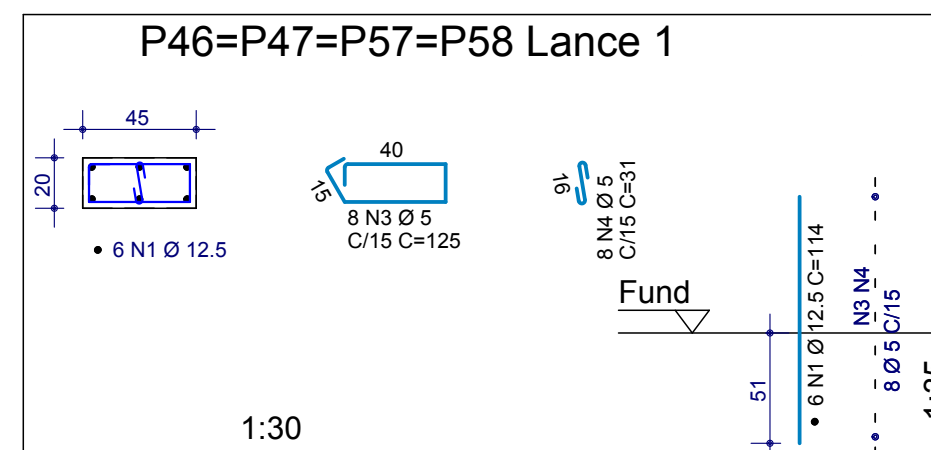 P46=P47=P57=P58 Lance 1
45
20
6 N1 Ø 12.5
40
15
8 N3 Ø 5
C/15 C=125
16
8 N4 Ø 5
C/15 C=31
Fund
51
6 N1 Ø 12.5 C=114
N3 N4
8 Ø 5 C/15
1:30